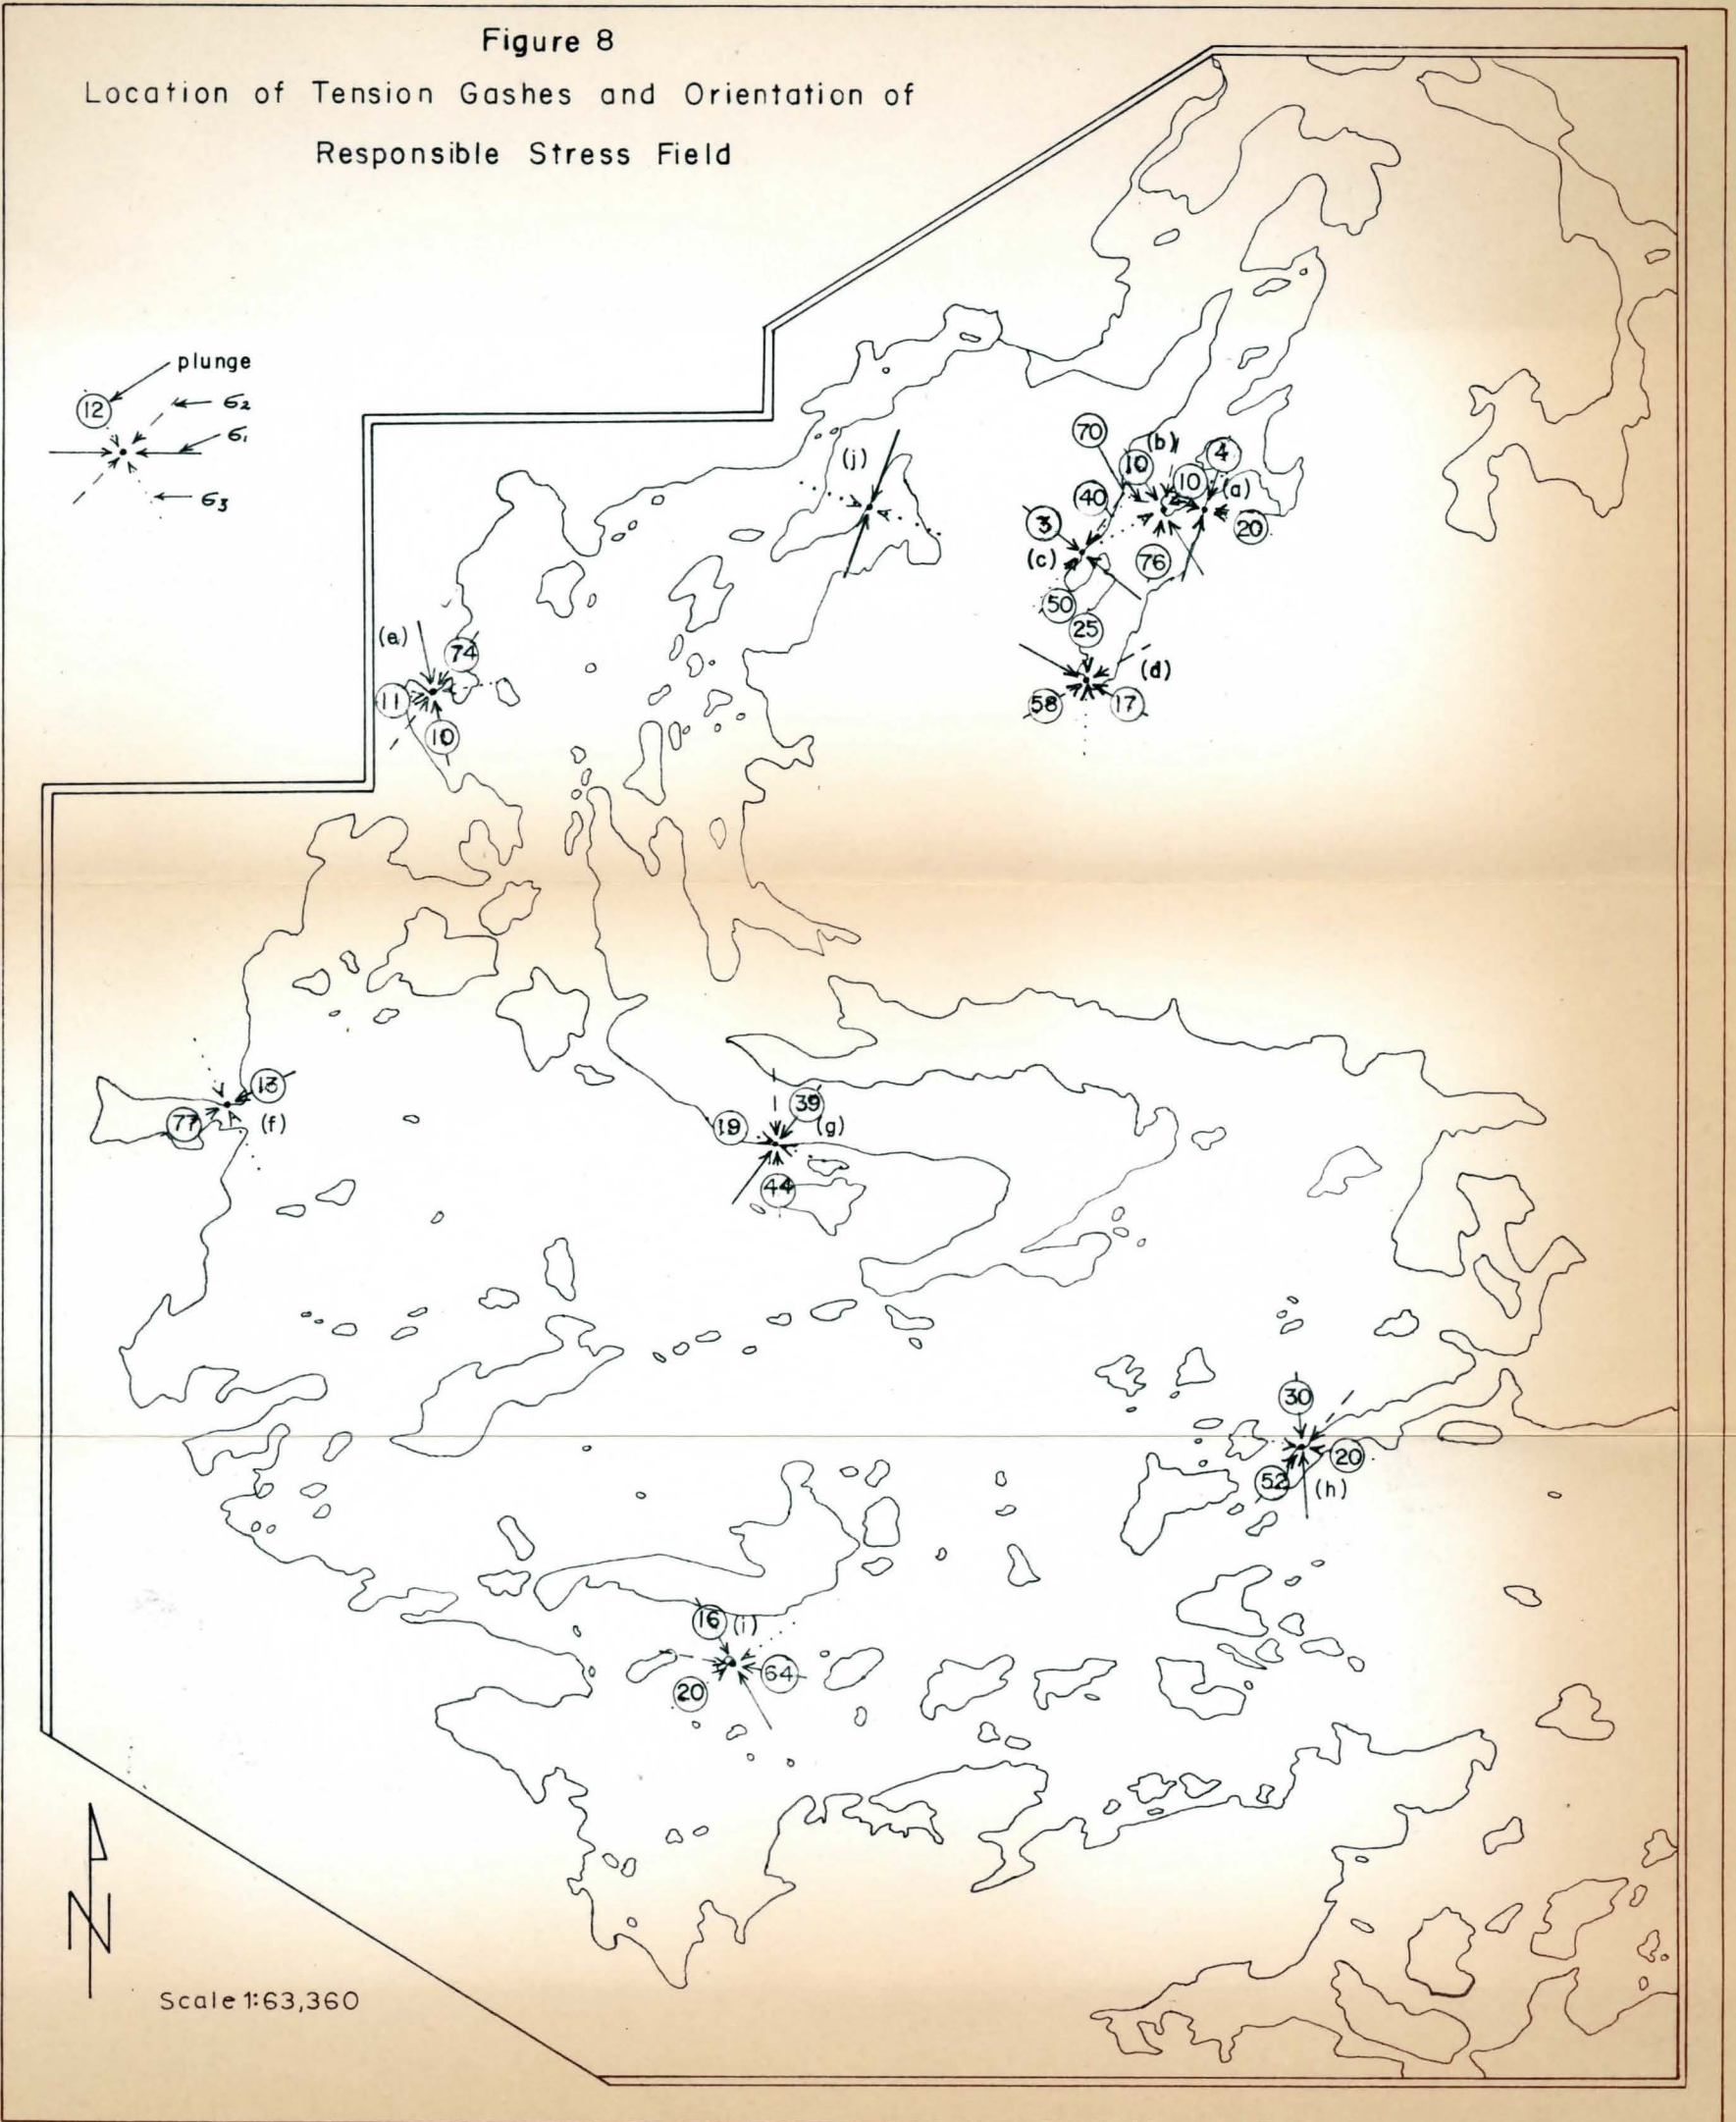 Figure 8
Location of Tension Gashes and Orientation of
Responsible Stress Field
plunge
12
σ2
σ1
σ3
(j)
70
(b)
10
4
10
(a)
40
20
3
(c)
76
50
25
(d)
58
17
(e)
74
11
10
13
77
(f)
39
19
(g)
44
30
20
52
(h)
16
(i)
64
20
N
Scale 1:63,360